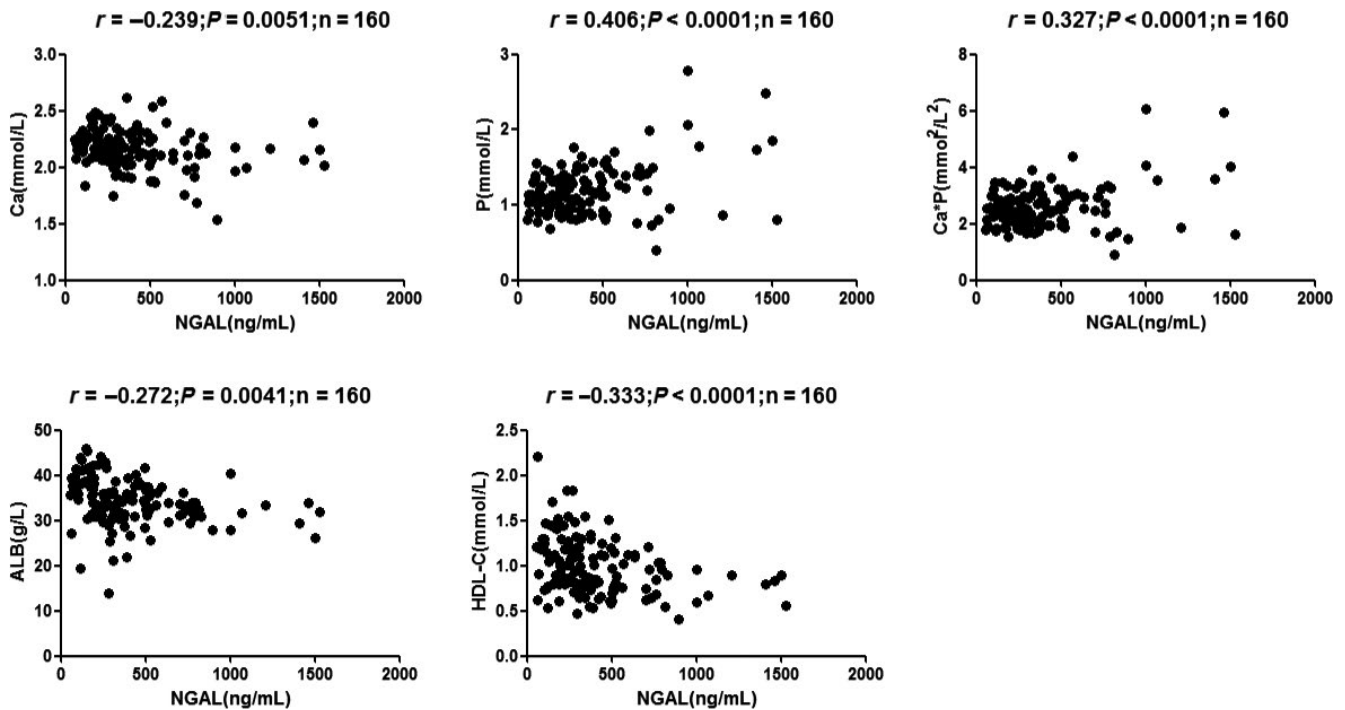 r = –0.239;P = 0.0051;n = 160
Ca(mmol/L)
3.0
2.5
2.0
1.5
1.0
0 500 1000 1500 2000
NGAL(ng/mL)
r = 0.406;P < 0.0001;n = 160
P(mmol/L)
3
2
1
0
0 500 1000 1500 2000
NGAL(ng/mL)
r = 0.327;P < 0.0001;n = 160
Ca*P(mmol²/L²)
8
6
4
2
0
0 500 1000 1500 2000
NGAL(ng/mL)
r = –0.272;P = 0.0041;n = 160
ALB(g/L)
50
40
30
20
10
0
0 500 1000 1500 2000
NGAL(ng/mL)
r = –0.333;P < 0.0001;n = 160
HDL-C(mmol/L)
2.5
2.0
1.5
1.0
0.5
0.0
0 500 1000 1500 2000
NGAL(ng/mL)